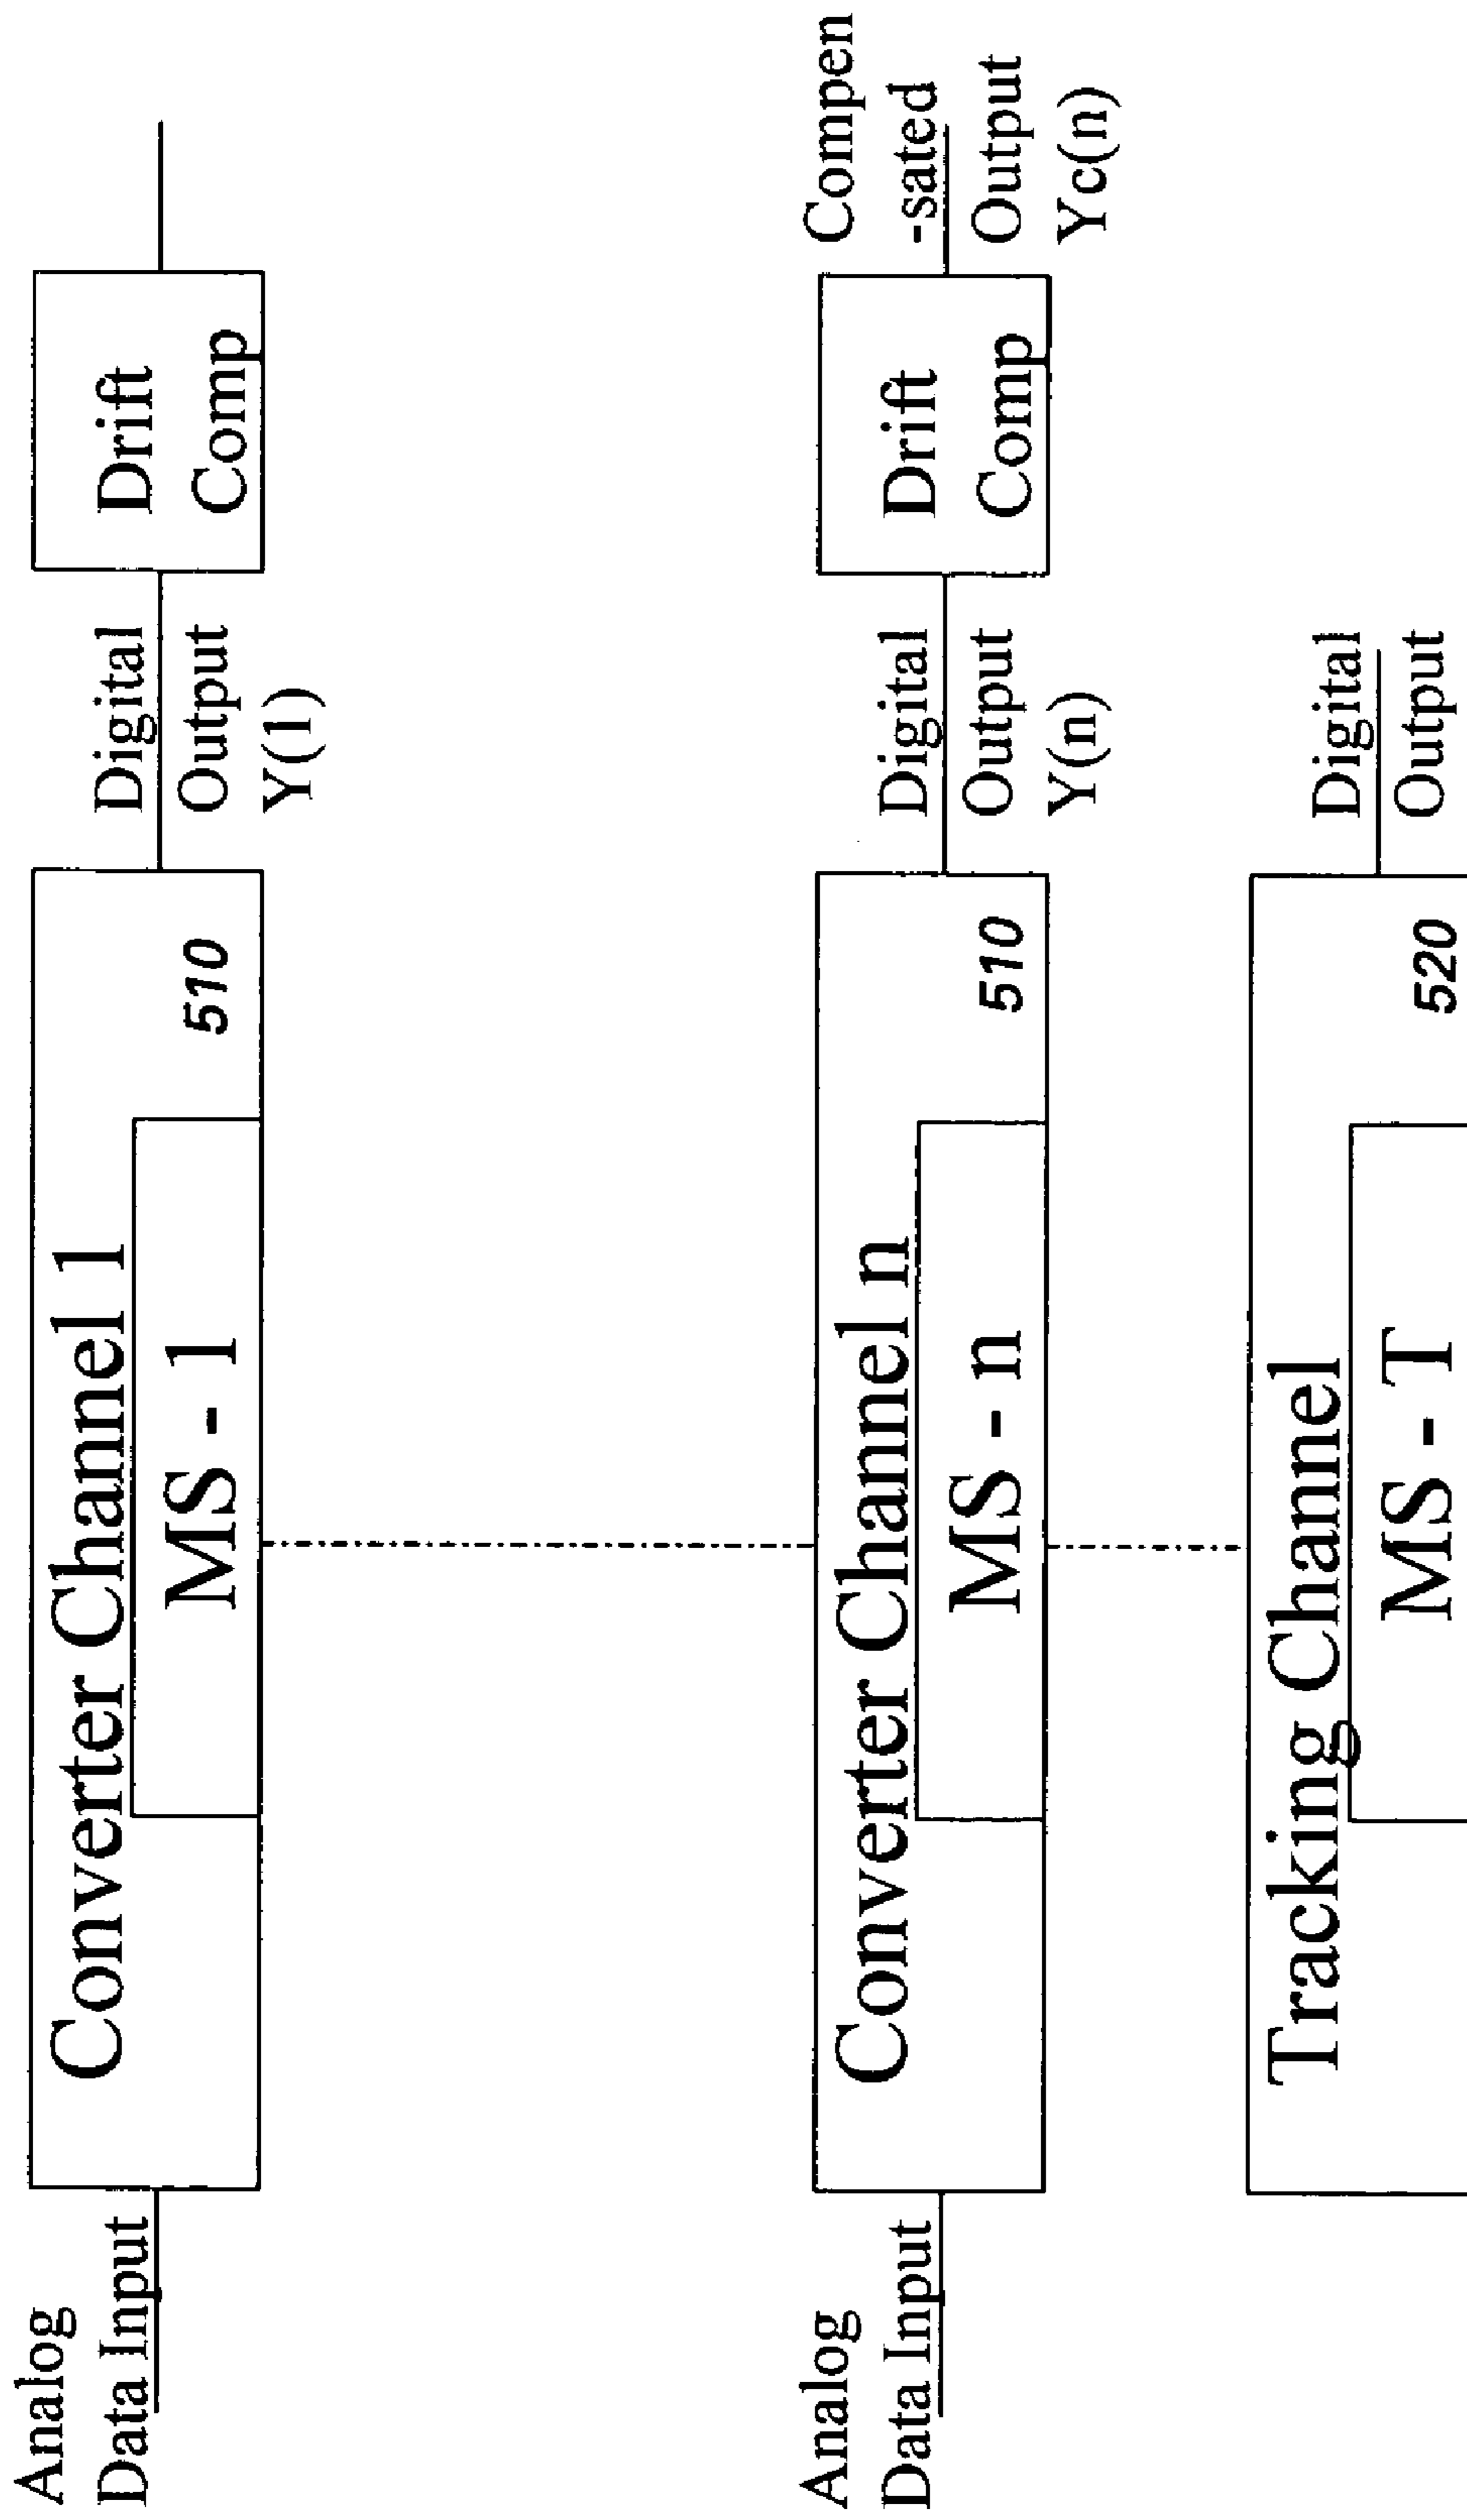 Analog
Data Input
Converter Channel 1
MS - 1
510
Digital
Output
Y(1)
Drift
Comp
Analog
Data Input
Converter Channel n
MS - n
510
Digital
Output
Y(n)
Drift
Comp
Compen
-sated
Output
Yc(n)
Tracking Channel
MS - T
520
Digital
Output